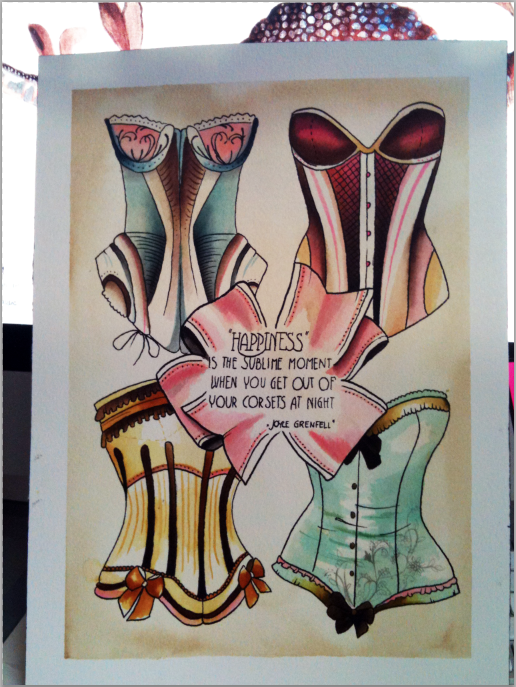 "HAPPINESS"
IS THE SUBLIME MOMENT
WHEN YOU GET OUT OF
YOUR CORSETS AT NIGHT
"JOYCE GRENFELL"